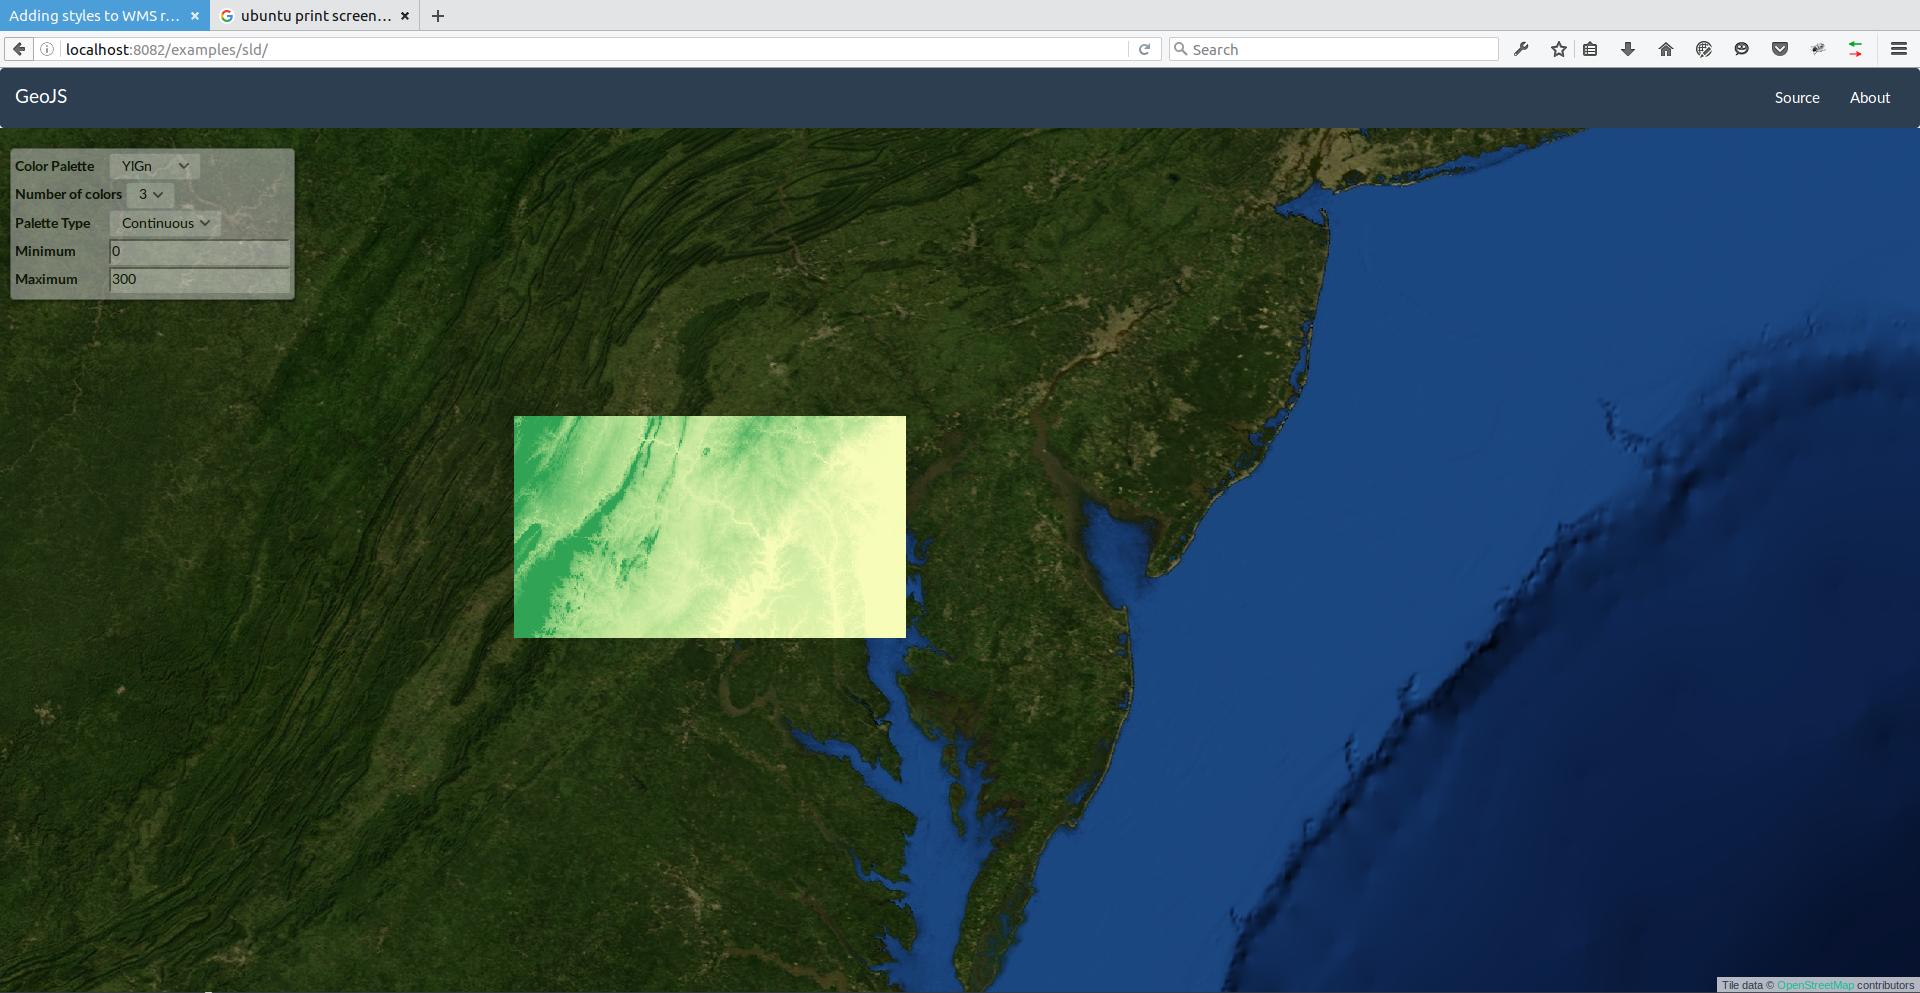 Adding styles to WMS r...
ubuntu print screen...
localhost:8082/examples/sld/
Search
GeoJS
Source
About
Color Palette YlGn
Number of colors 3
Palette Type Continuous
Minimum 0
Maximum 300
Tile data © OpenStreetMap contributors